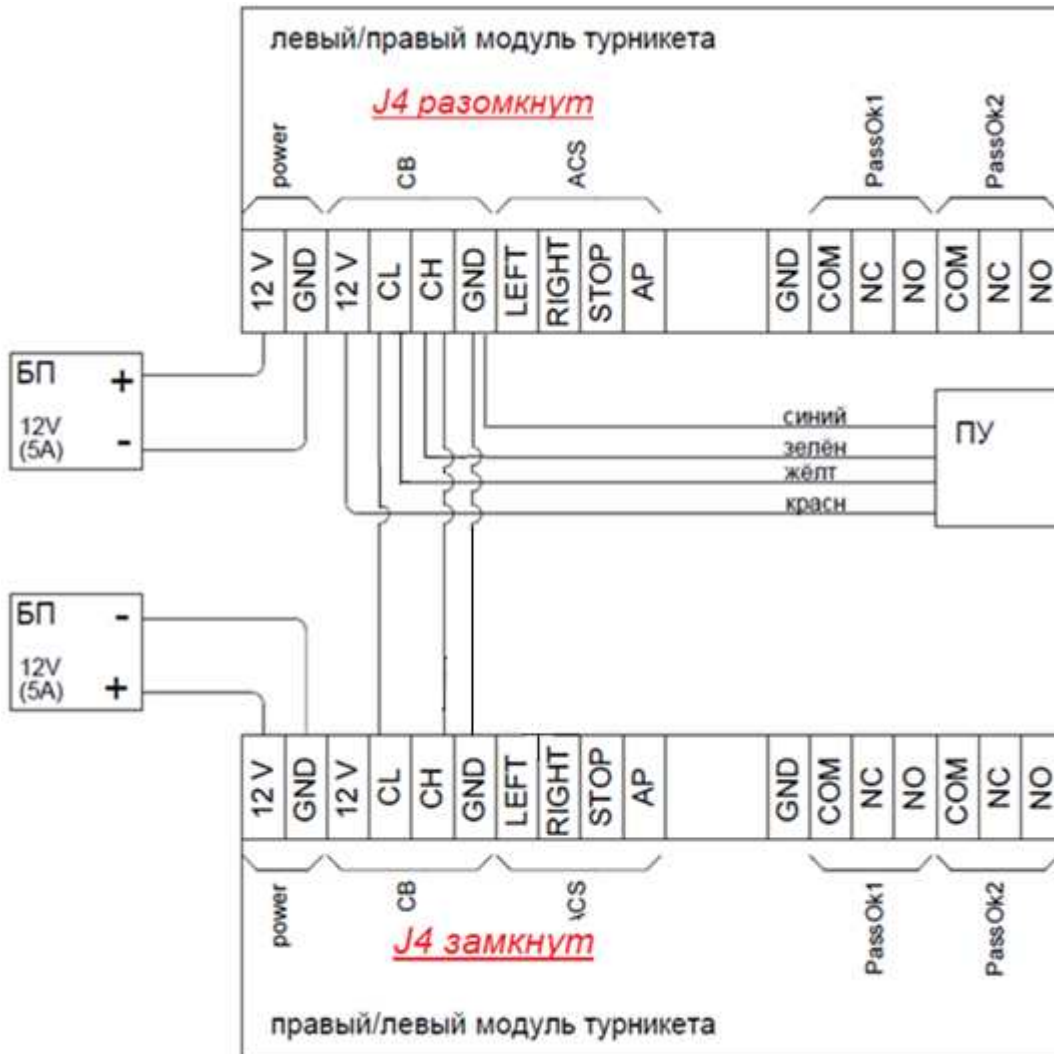 левый/правый модуль турникета
J4 разомкнут
power
CB
ACS
PassOk1
PassOk2
12 V
GND
12 V
CL
CH
GND
LEFT
RIGHT
STOP
AP
GND
COM
NC
NO
COM
NC
NO
БП
+
12V
(5A)
-
синий
зелён
жёлт
красн
ПУ
БП
-
12V
(5A)
+
12 V
GND
12 V
CL
CH
GND
LEFT
RIGHT
STOP
AP
GND
COM
NC
NO
COM
NC
NO
power
CB
ACS
PassOk1
PassOk2
J4 замкнут
правый/левый модуль турникета